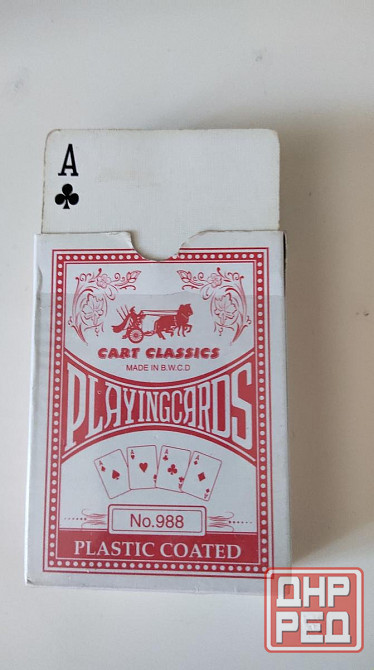 A
CART CLASSICS
MADE IN B.W.C.D
PLAYINGCARDS
A A A A
No.988
PLASTIC COATED
ДНР
РЕД